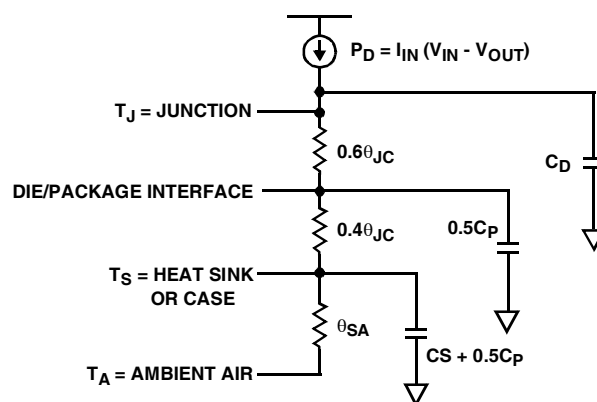 P_D = I_IN (V_IN - V_OUT)
T_J = JUNCTION
0.6θ_JC
C_D
DIE/PACKAGE INTERFACE
0.5C_P
0.4θ_JC
T_S = HEAT SINK
OR CASE
θ_SA
CS + 0.5C_P
T_A = AMBIENT AIR